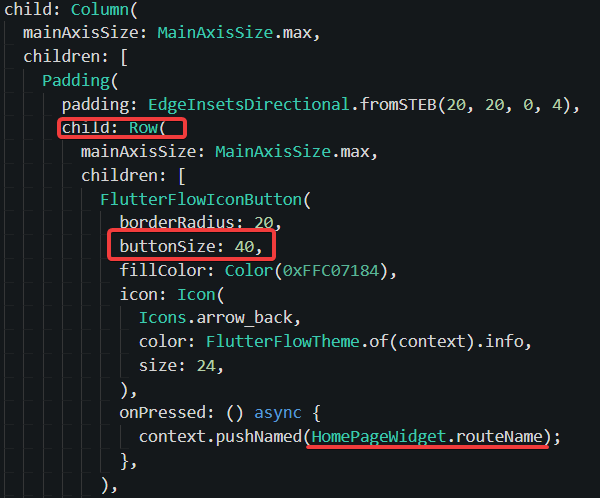 child: Column(
mainAxisSize: MainAxisSize.max,
children: [
Padding(
padding: EdgeInsetsDirectional.fromSTEB(20, 20, 0, 4),
child: Row(
mainAxisSize: MainAxisSize.max,
children: [
FlutterFlowIconButton(
borderRadius: 20,
buttonSize: 40,
fillColor: Color(0xFFC07184),
icon: Icon(
Icons.arrow_back,
color: FlutterFlowTheme.of(context).info,
size: 24,
),
onPressed: () async {
context.pushNamed(HomePageWidget.routeName);
},
),